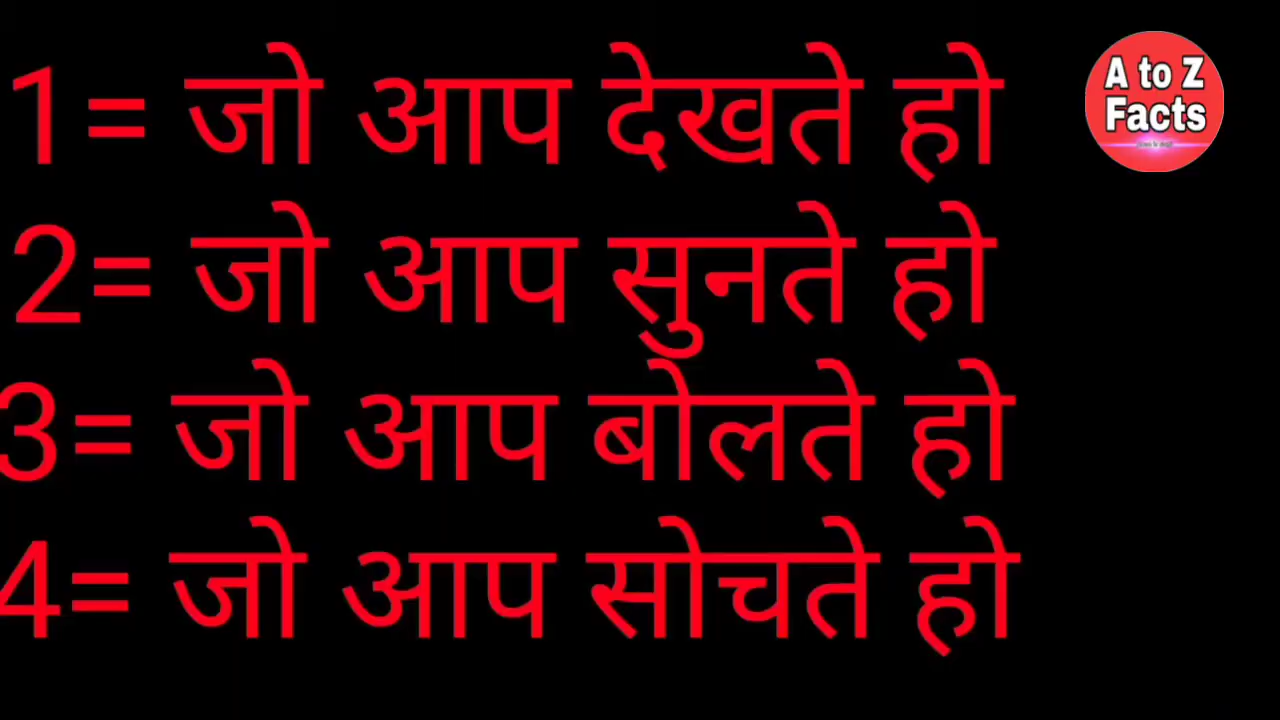 1= जो आप देखते हो
2= जो आप सुनते हो
3= जो आप बोलते हो
4= जो आप सोचते हो
A to Z
Facts